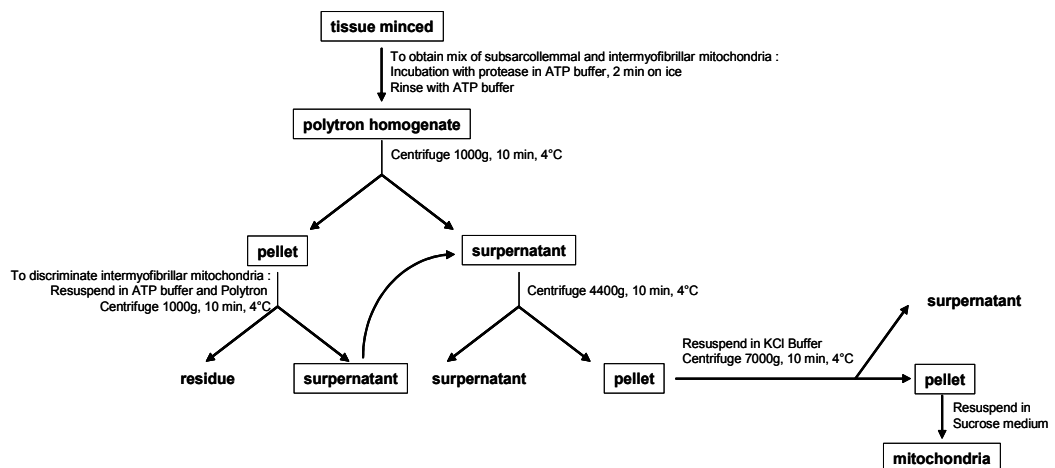 tissue minced
To obtain mix of subsarcollemmal and intermyofibrillar mitochondria :
Incubation with protease in ATP buffer, 2 min on ice
Rinse with ATP buffer
polytron homogenate
Centrifuge 1000g, 10 min, 4°C
pellet
surpernatant
To discriminate intermyofibrillar mitochondria :
Resuspend in ATP buffer and Polytron
Centrifuge 1000g, 10 min, 4°C
Centrifuge 4400g, 10 min, 4°C
surpernatant
Resuspend in KCl Buffer
Centrifuge 7000g, 10 min, 4°C
residue
surpernatant
surpernatant
pellet
pellet
Resuspend in
Sucrose medium
mitochondria